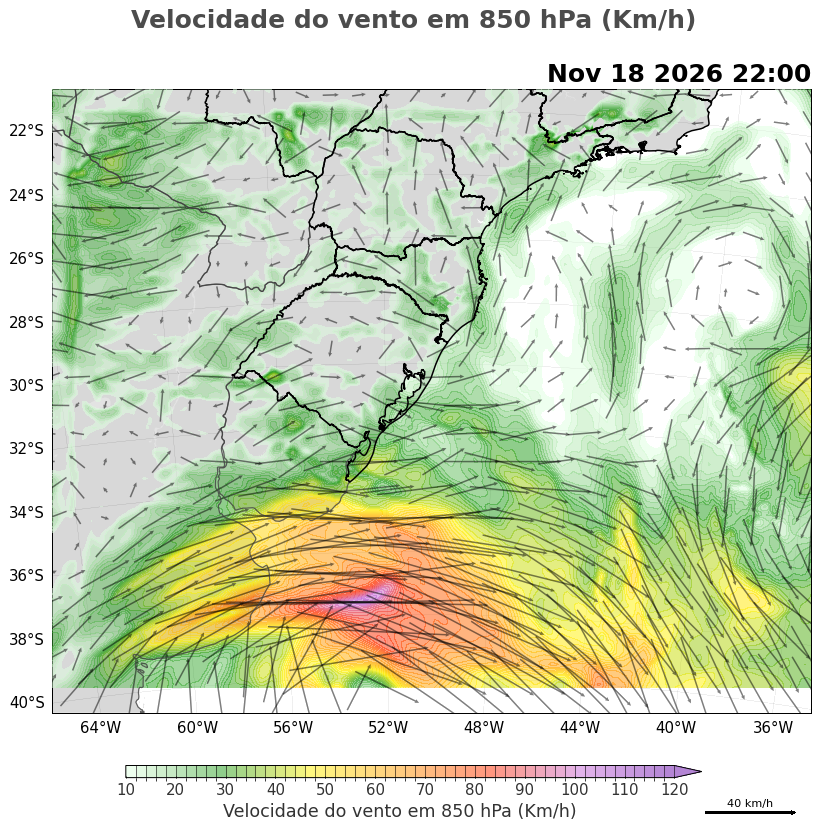 Velocidade do vento em 850 hPa (Km/h)
Nov 18 2026 22:00
22°S
24°S
26°S
28°S
30°S
32°S
34°S
36°S
38°S
40°S
64°W 60°W 56°W 52°W 48°W 44°W 40°W 36°W
10 20 30 40 50 60 70 80 90 100 110 120
Velocidade do vento em 850 hPa (Km/h)
40 km/h